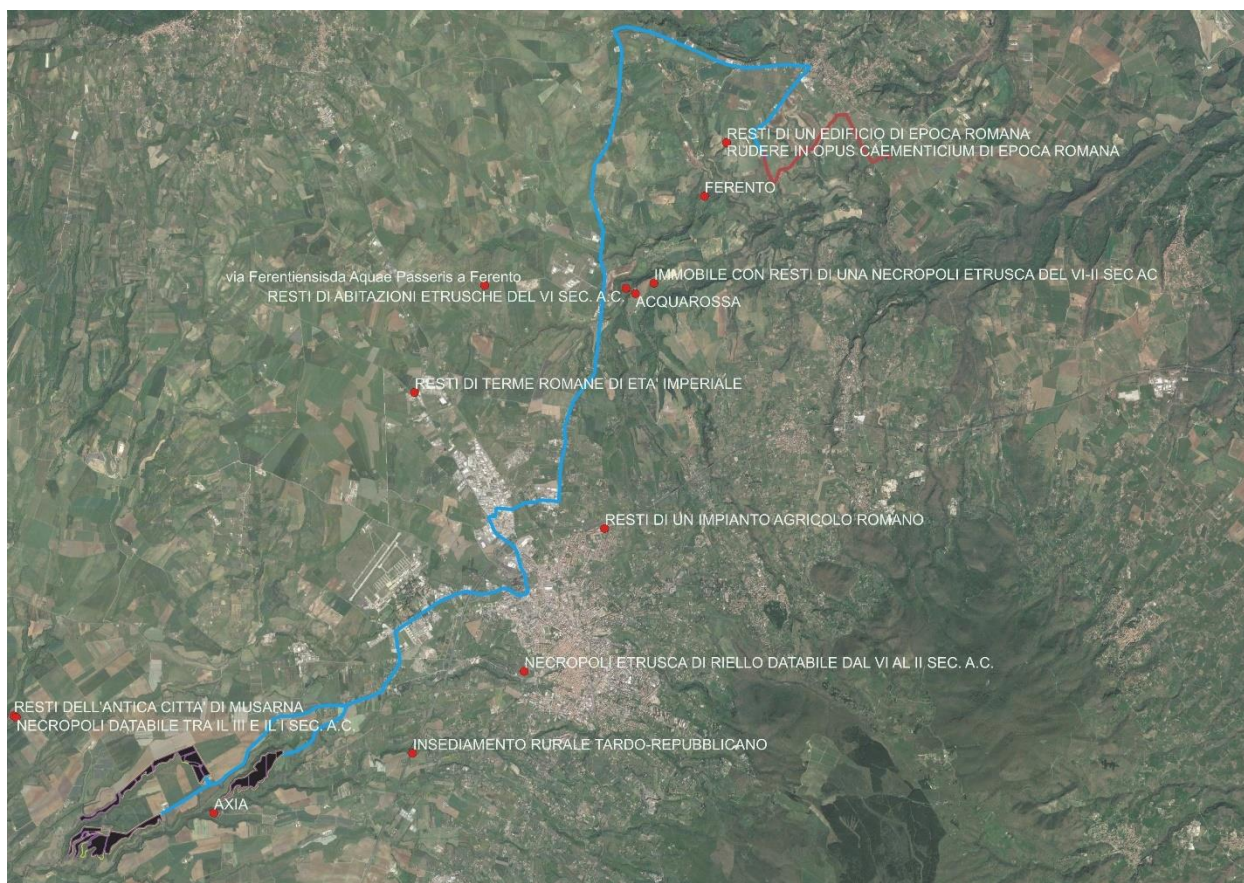 RESTI DI UN EDIFICIO DI EPOCA ROMANA
RUDERE IN OPUS CAEMENTICIUM DI EPOCA ROMANA
FERENTO
via Ferentiensisda Aquae Passeris a Ferento
IMMOBILE CON RESTI DI UNA NECROPOLI ETRUSCA DEL VI-II SEC AC
RESTI DI ABITAZIONI ETRUSCHE DEL VI SEC. A.C.
ACQUAROSSA
RESTI DI TERME ROMANE DI ETA' IMPERIALE
RESTI DI UN IMPIANTO AGRICOLO ROMANO
NECROPOLI ETRUSCA DI RIELLO DATABILE DAL VI AL II SEC. A.C.
RESTI DELL'ANTICA CITTA' DI MUSARNA
NECROPOLI DATABILE TRA IL III E IL I SEC. A.C.
INSEDIAMENTO RURALE TARDO-REPUBBLICANO
AXIA